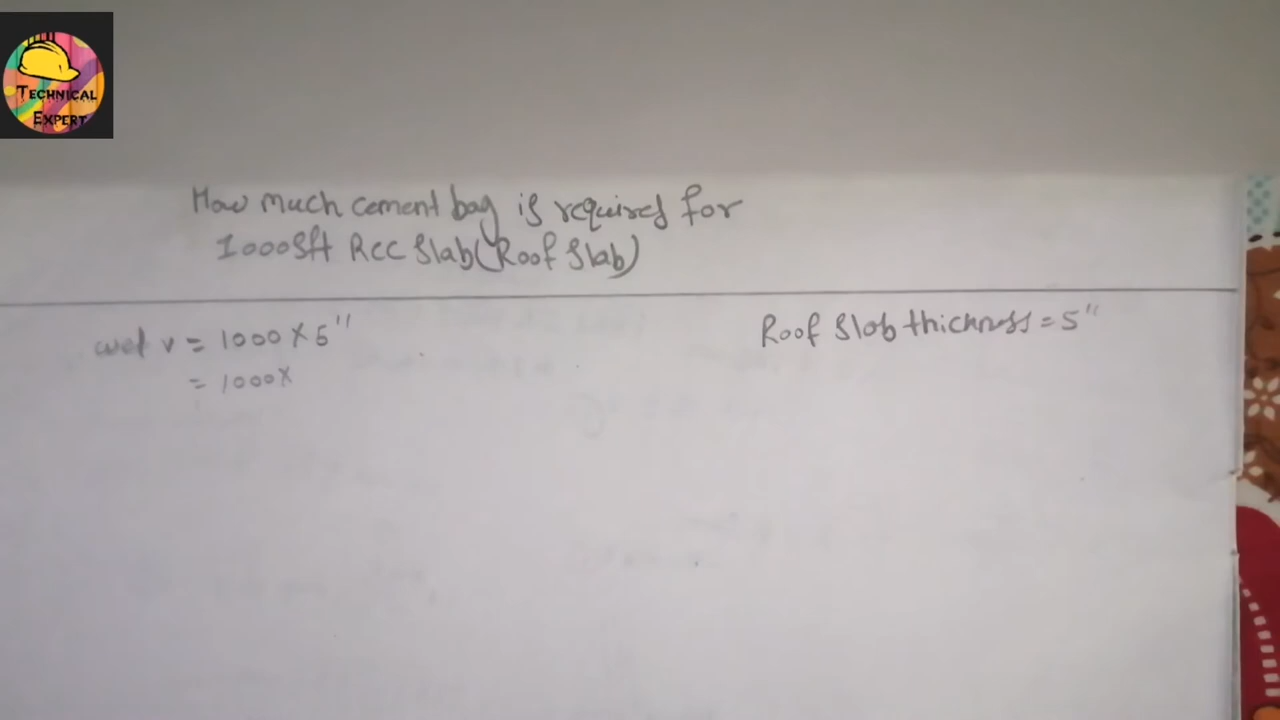 TECHNICAL
EXPERT
How much cement bag is required for
1000Sft Rcc Slab (Roof Slab)
wet v = 1000 X 5"
= 1000X
Roof Slab thickness = 5"